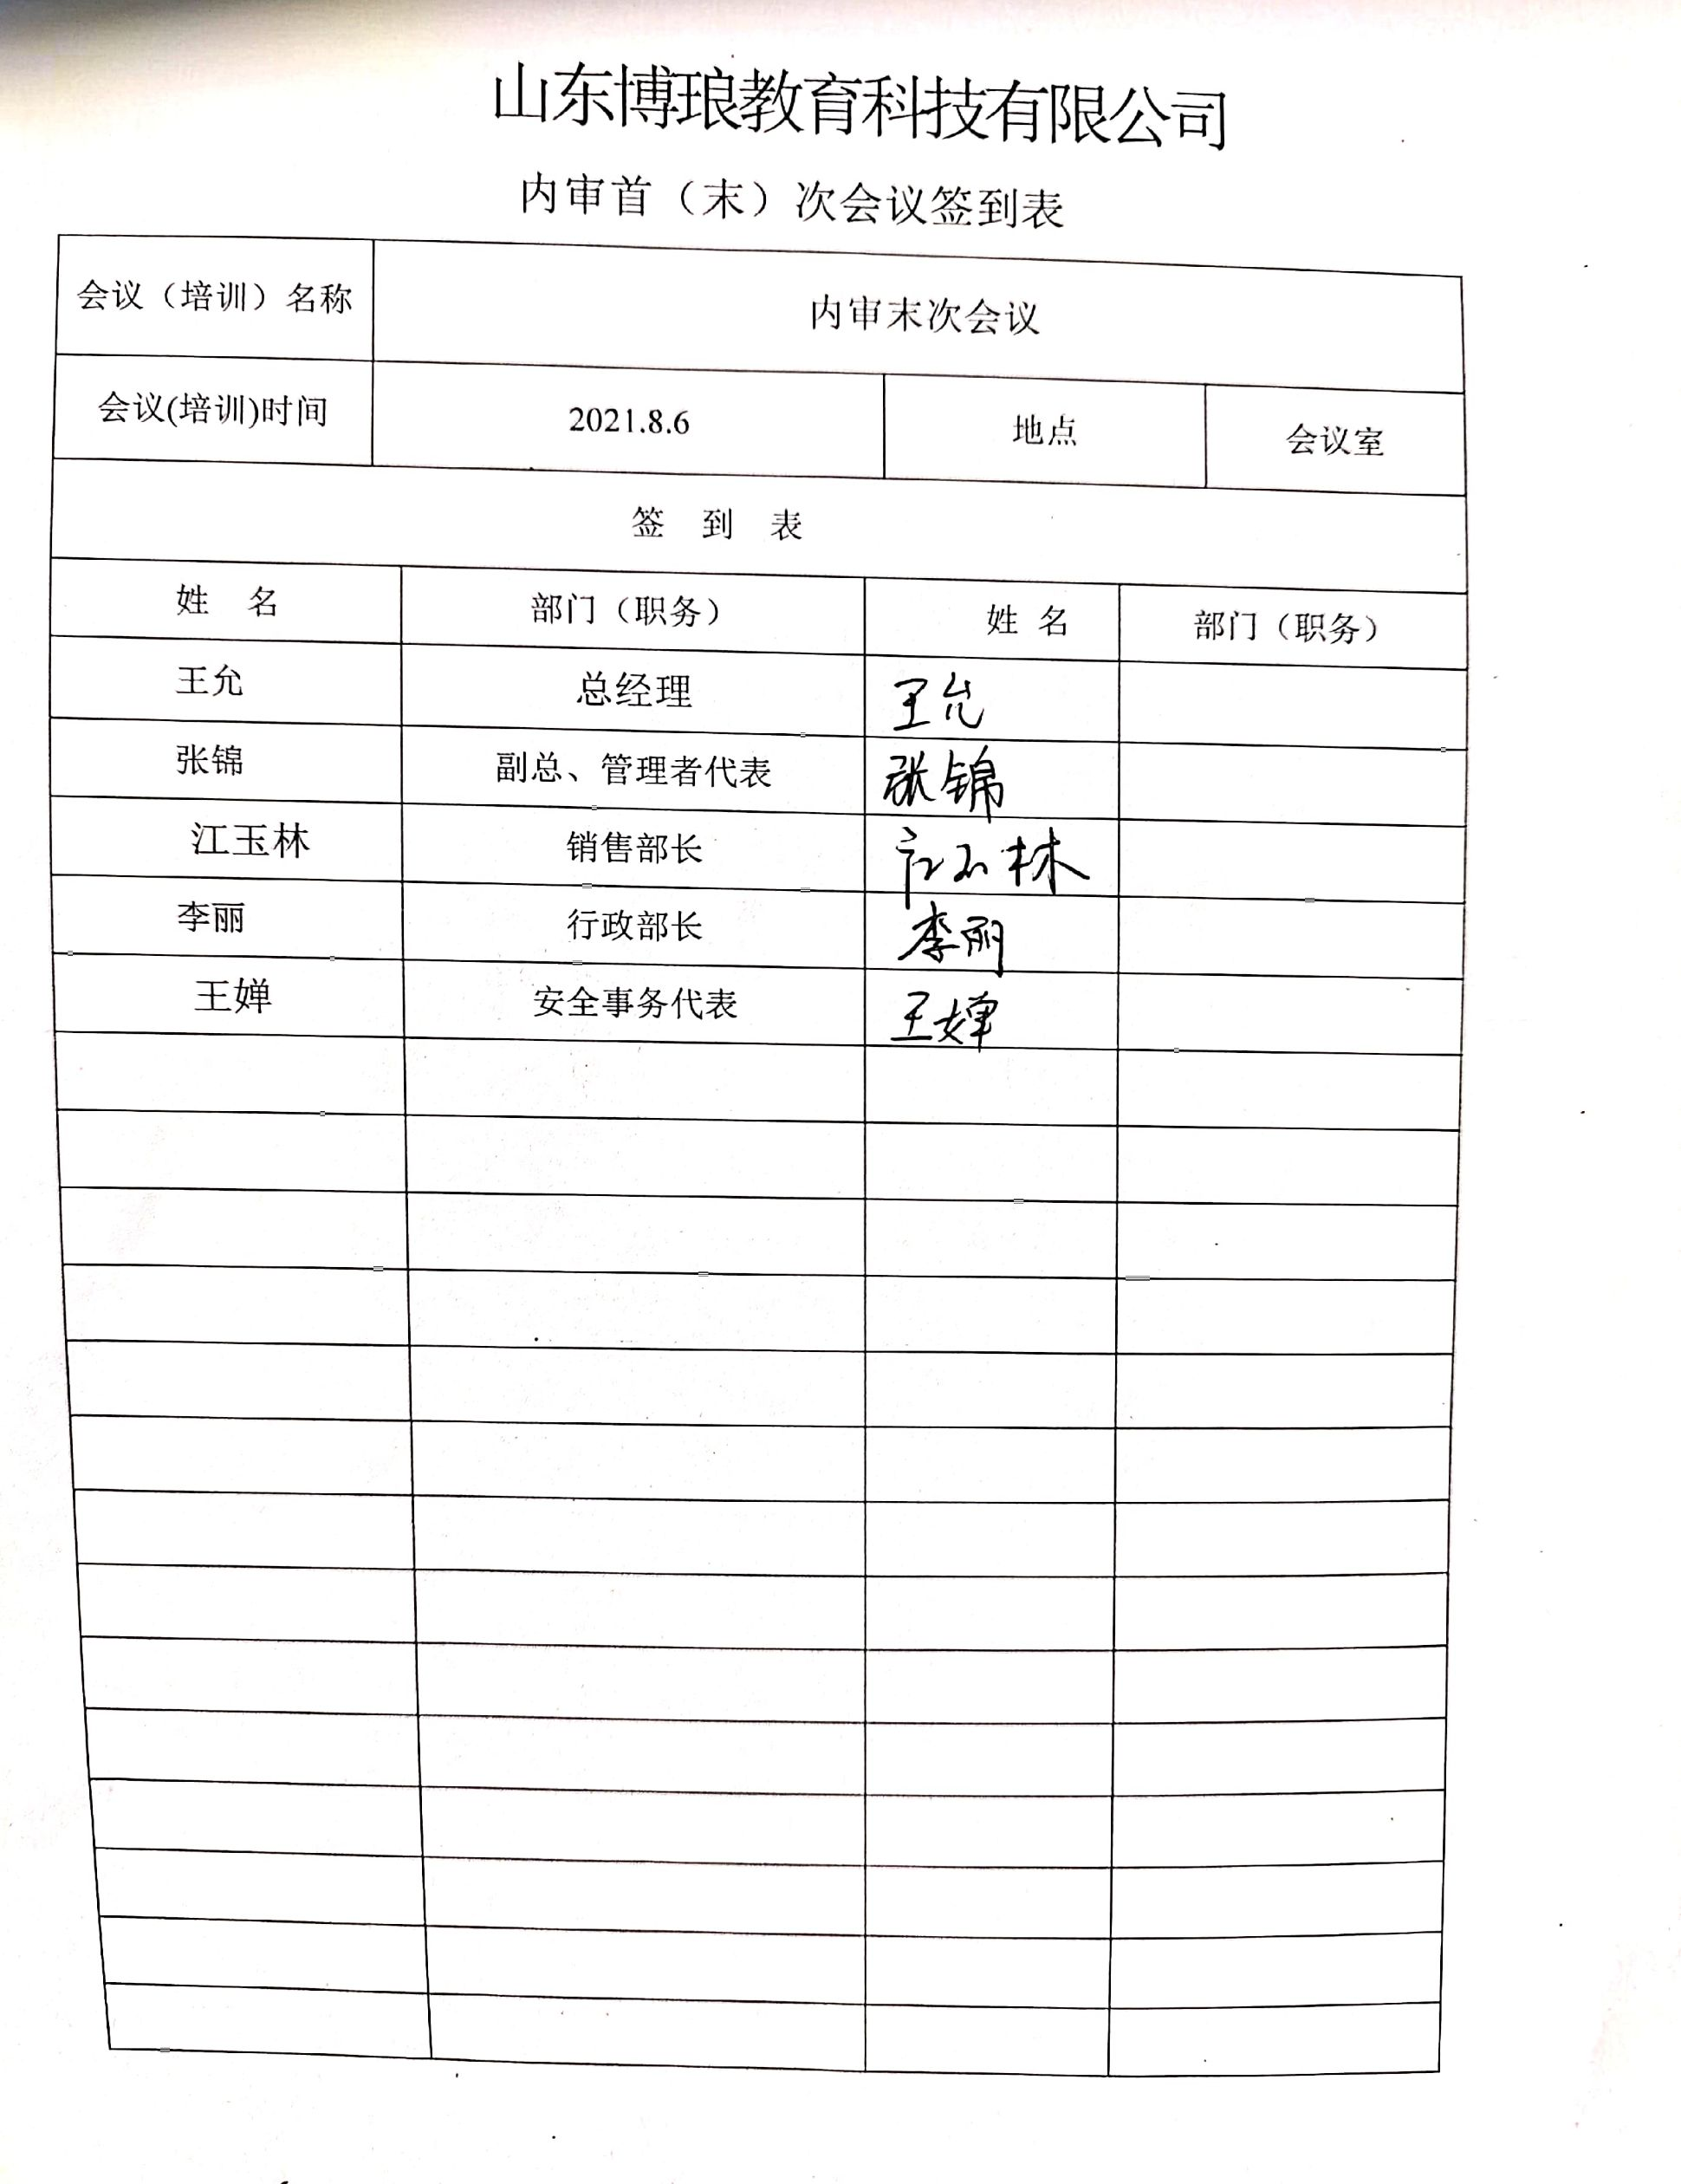 山东博琅教育科技有限公司
内审首（末）次会议签到表
会议（培训）名称 内审末次会议
会议(培训)时间 2021.8.6 地点 会议室
签 到 表
姓 名 部门（职务） 姓 名 部门（职务）
王允 总经理 王允
张锦 副总、管理者代表 张锦
江玉林 销售部长 江玉林
李丽 行政部长 李丽
王婵 安全事务代表 王婵